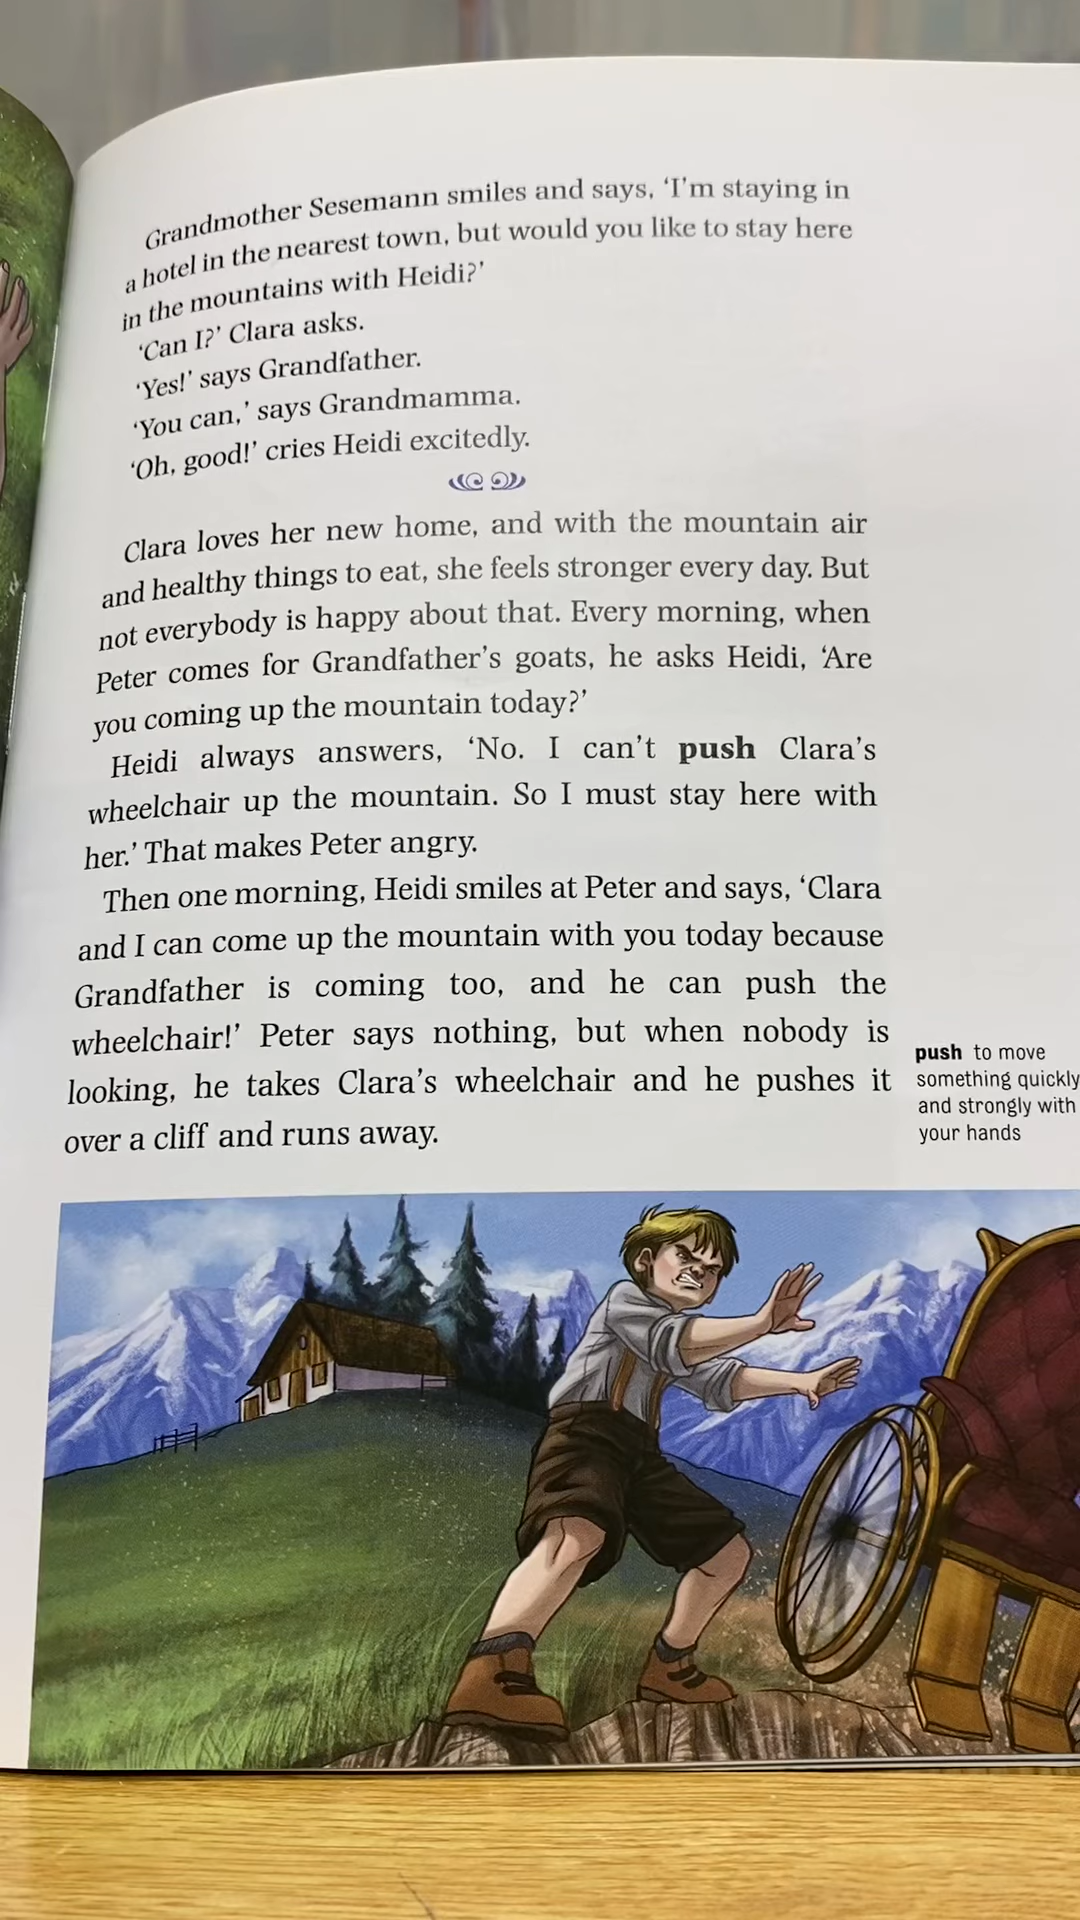 Grandmother Sesemann smiles and says, ‘I’m staying in
a hotel in the nearest town, but would you like to stay here
in the mountains with Heidi?’
‘Can I?’ Clara asks.
‘Yes!’ says Grandfather.
‘You can,’ says Grandmamma.
‘Oh, good!’ cries Heidi excitedly.
Clara loves her new home, and with the mountain air
and healthy things to eat, she feels stronger every day. But
not everybody is happy about that. Every morning, when
Peter comes for Grandfather’s goats, he asks Heidi, ‘Are
you coming up the mountain today?’
Heidi always answers, ‘No. I can’t push Clara’s
wheelchair up the mountain. So I must stay here with
her.’ That makes Peter angry.
Then one morning, Heidi smiles at Peter and says, ‘Clara
and I can come up the mountain with you today because
Grandfather is coming too, and he can push the
wheelchair!’ Peter says nothing, but when nobody is
looking, he takes Clara’s wheelchair and he pushes it
over a cliff and runs away.
push to move
something quickly
and strongly with
your hands